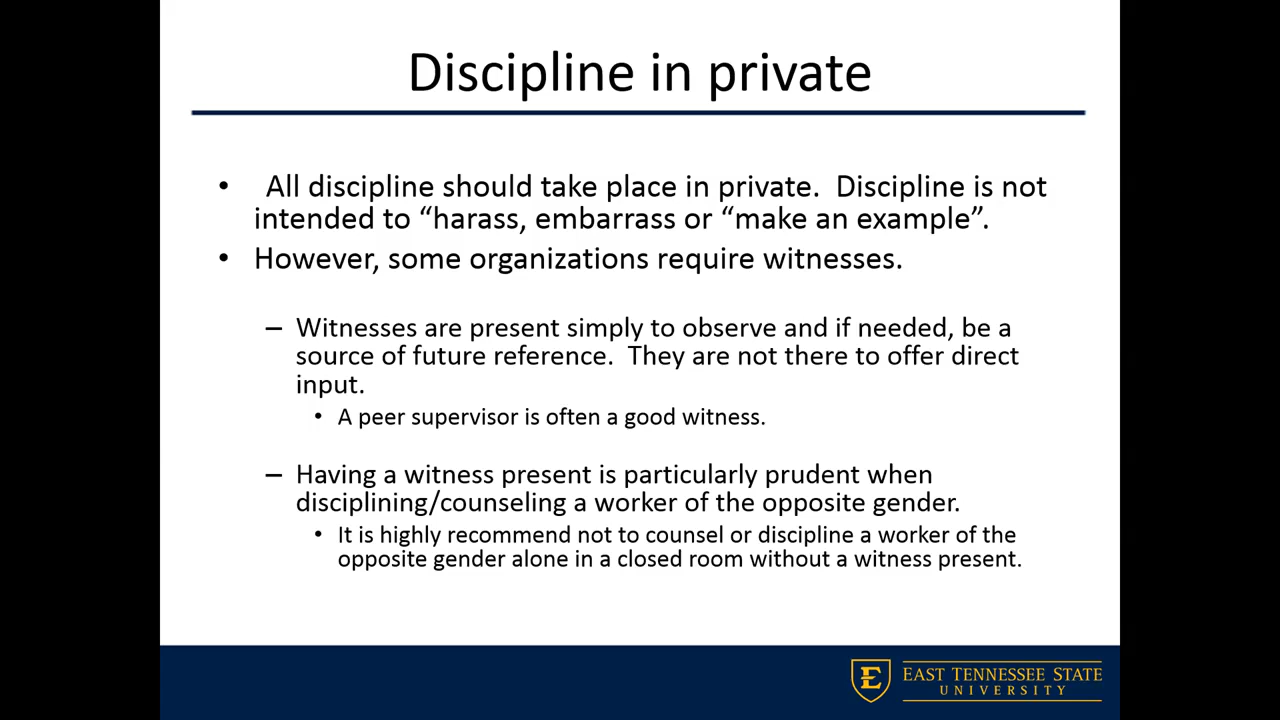 Discipline in private
• All discipline should take place in private.  Discipline is not
intended to “harass, embarrass or “make an example”.
• However, some organizations require witnesses.
– Witnesses are present simply to observe and if needed, be a
source of future reference.  They are not there to offer direct
input.
• A peer supervisor is often a good witness.
– Having a witness present is particularly prudent when
disciplining/counseling a worker of the opposite gender.
• It is highly recommend not to counsel or discipline a worker of the
opposite gender alone in a closed room without a witness present.
E
EAST TENNESSEE STATE
UNIVERSITY